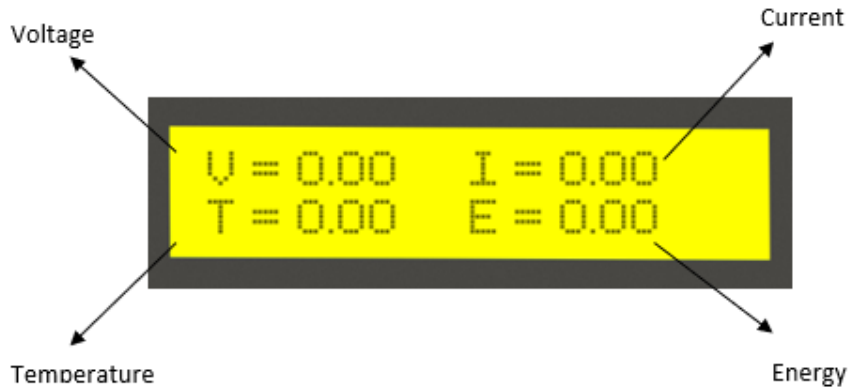 Current
Voltage
V = 0.00 I = 0.00
T = 0.00 E = 0.00
Temperature
Energy